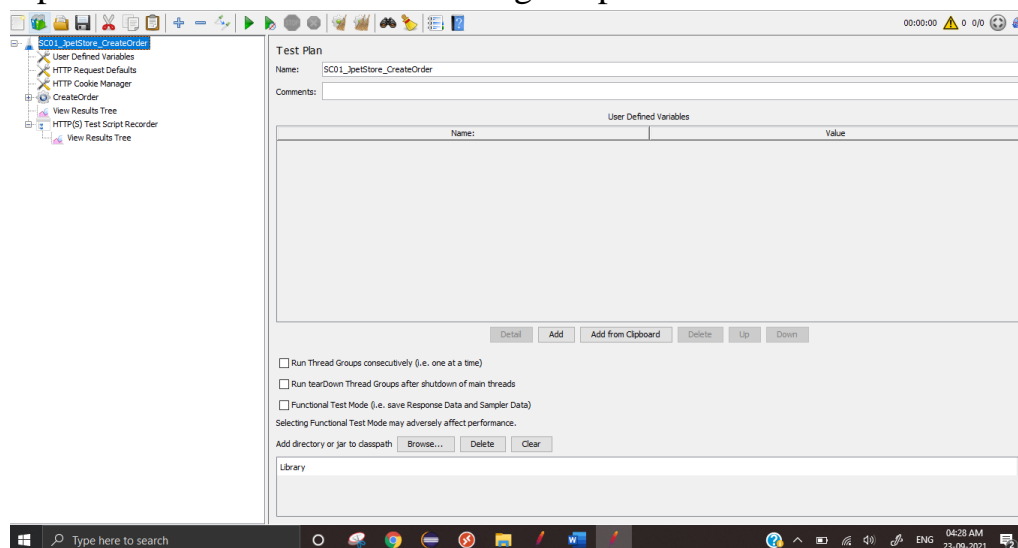 00:00:00 0 0/0
SC01_JpetStore_CreateOrder
User Defined Variables
HTTP Request Defaults
HTTP Cookie Manager
CreateOrder
View Results Tree
HTTP(S) Test Script Recorder
View Results Tree
Test Plan
Name: SC01_JpetStore_CreateOrder
Comments:
User Defined Variables
Name: Value
Detail Add Add from Clipboard Delete Up Down
Run Thread Groups consecutively (i.e. one at a time)
Run tearDown Thread Groups after shutdown of main threads
Functional Test Mode (i.e. save Response Data and Sampler Data)
Selecting Functional Test Mode may adversely affect performance.
Add directory or jar to classpath Browse... Delete Clear
Library
Type here to search
ENG
04:28 AM
23-09-2021